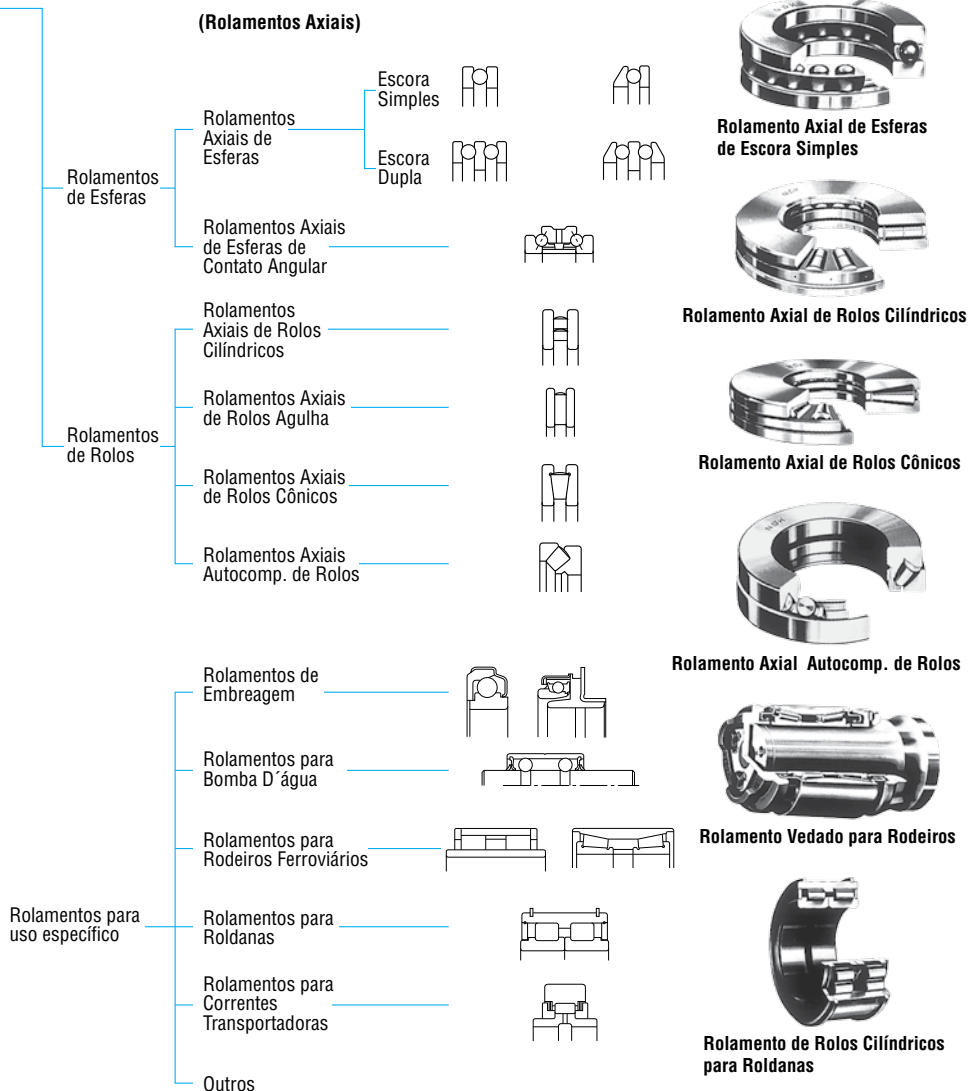 (Rolamentos Axiais)
Rolamentos
de Esferas
Rolamentos
Axiais de
Esferas
Escora
Simples
Escora
Dupla
Rolamentos Axiais
de Esferas de
Contato Angular
Rolamentos
de Rolos
Rolamentos
Axiais de Rolos
Cilíndricos
Rolamentos Axiais
de Rolos Agulha
Rolamentos Axiais
de Rolos Cônicos
Rolamentos Axiais
Autocomp. de Rolos
Rolamentos para
uso específico
Rolamentos de
Embreagem
Rolamentos para
Bomba D´água
Rolamentos para
Rodeiros Ferroviários
Rolamentos para
Roldanas
Rolamentos para
Correntes
Transportadoras
Outros
Rolamento Axial de Esferas
de Escora Simples
Rolamento Axial de Rolos Cilíndricos
Rolamento Axial de Rolos Cônicos
Rolamento Axial  Autocomp. de Rolos
Rolamento Vedado para Rodeiros
Rolamento de Rolos Cilíndricos
para Roldanas